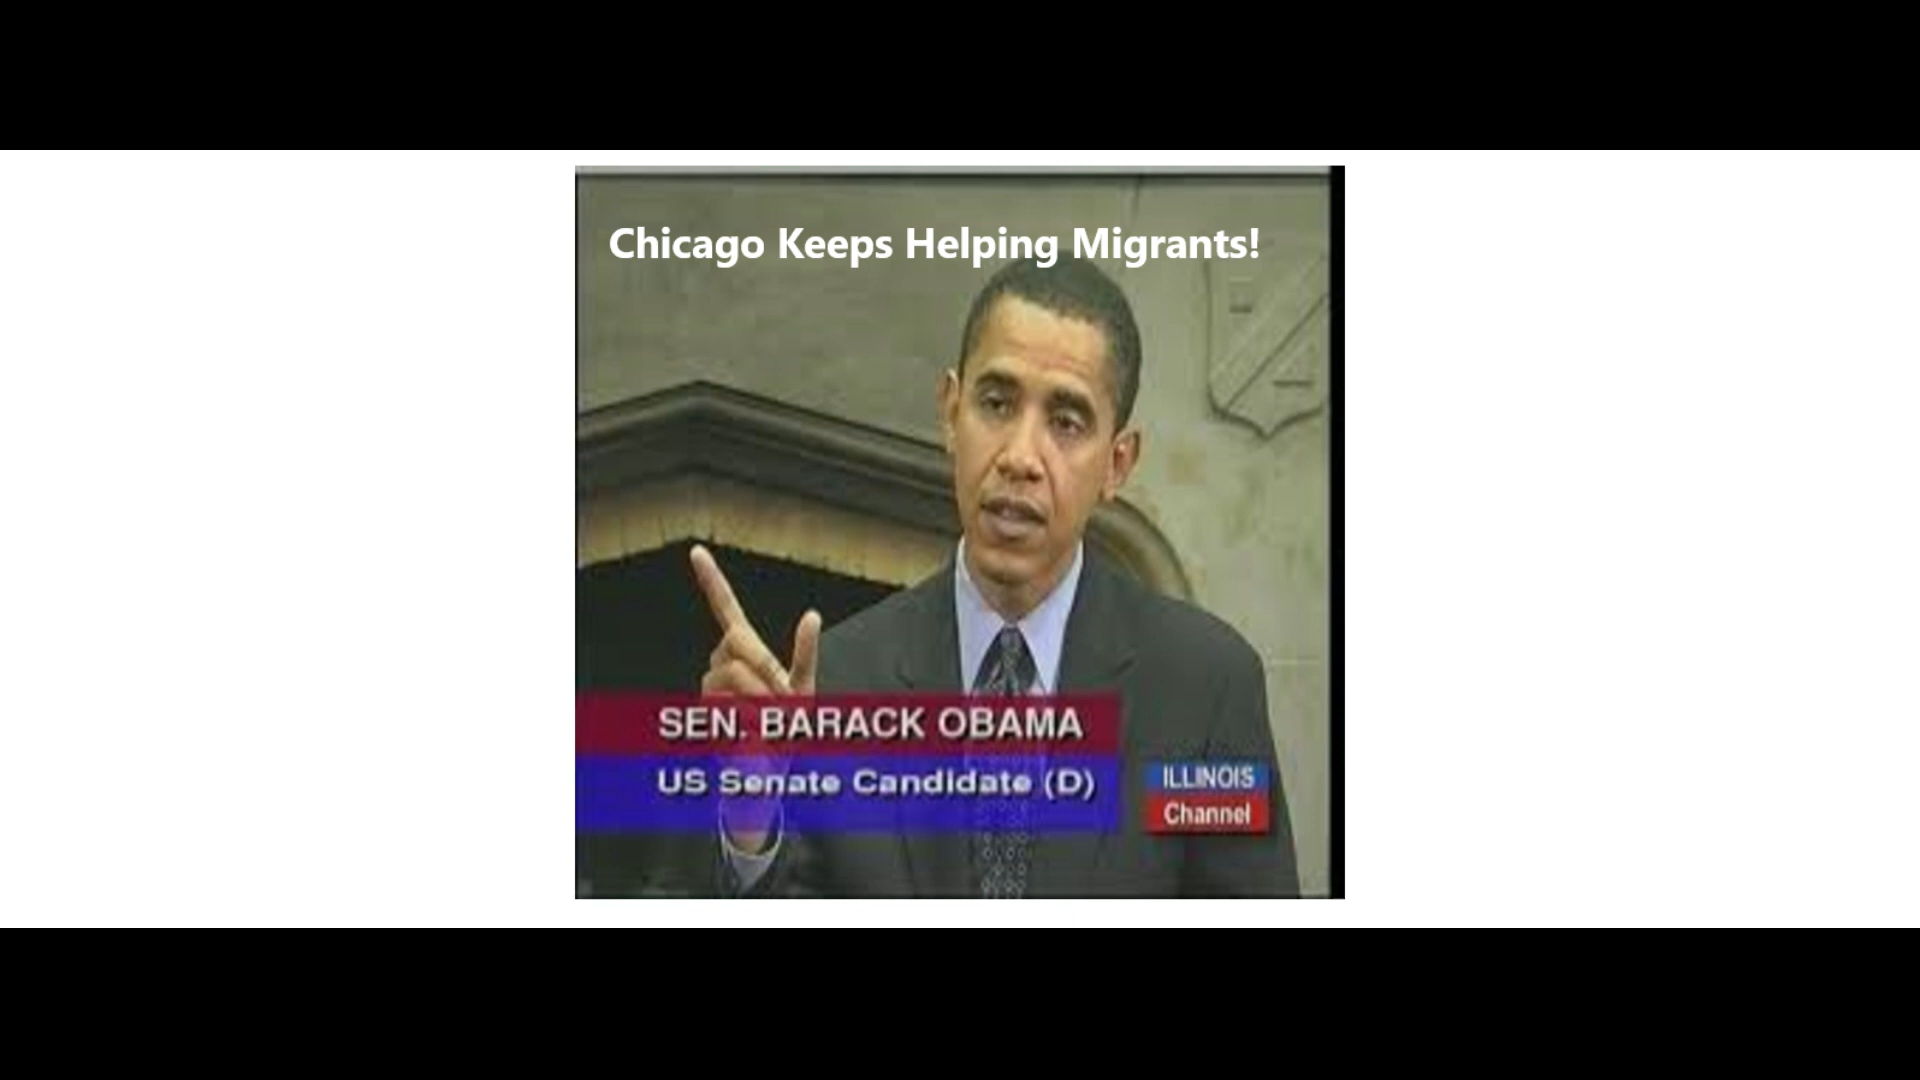 Chicago Keeps Helping Migrants!
SEN. BARACK OBAMA
US Senate Candidate (D)
ILLINOIS
Channel